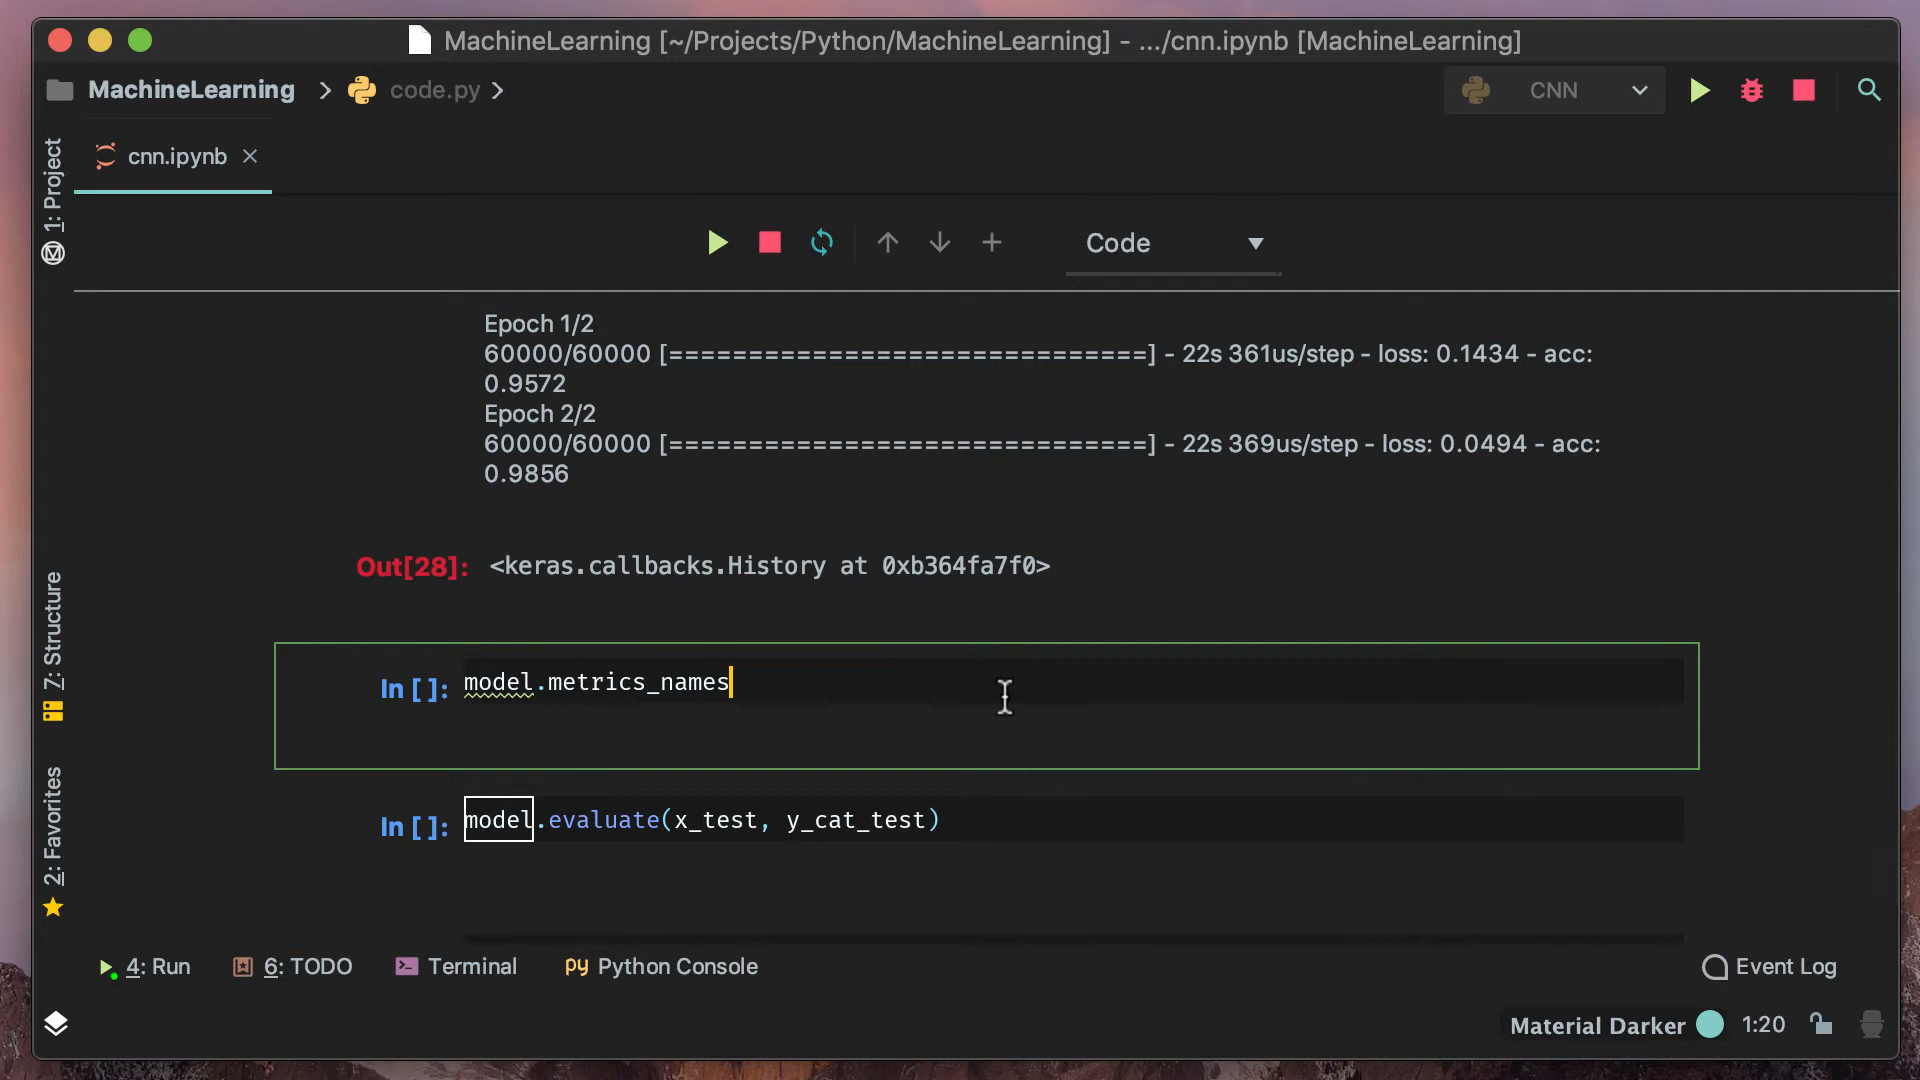 MachineLearning [~/Projects/Python/MachineLearning] - .../cnn.ipynb [MachineLearning]
MachineLearning > code.py >
CNN
cnn.ipynb
1: Project
Code
Epoch 1/2
60000/60000 [==============================] - 22s 361us/step - loss: 0.1434 - acc:
0.9572
Epoch 2/2
60000/60000 [==============================] - 22s 369us/step - loss: 0.0494 - acc:
0.9856
Out[28]: <keras.callbacks.History at 0xb364fa7f0>
7: Structure
In [ ]: model.metrics_names
2: Favorites
In [ ]: model.evaluate(x_test, y_cat_test)
4: Run 6: TODO Terminal py Python Console Event Log
Material Darker 1:20